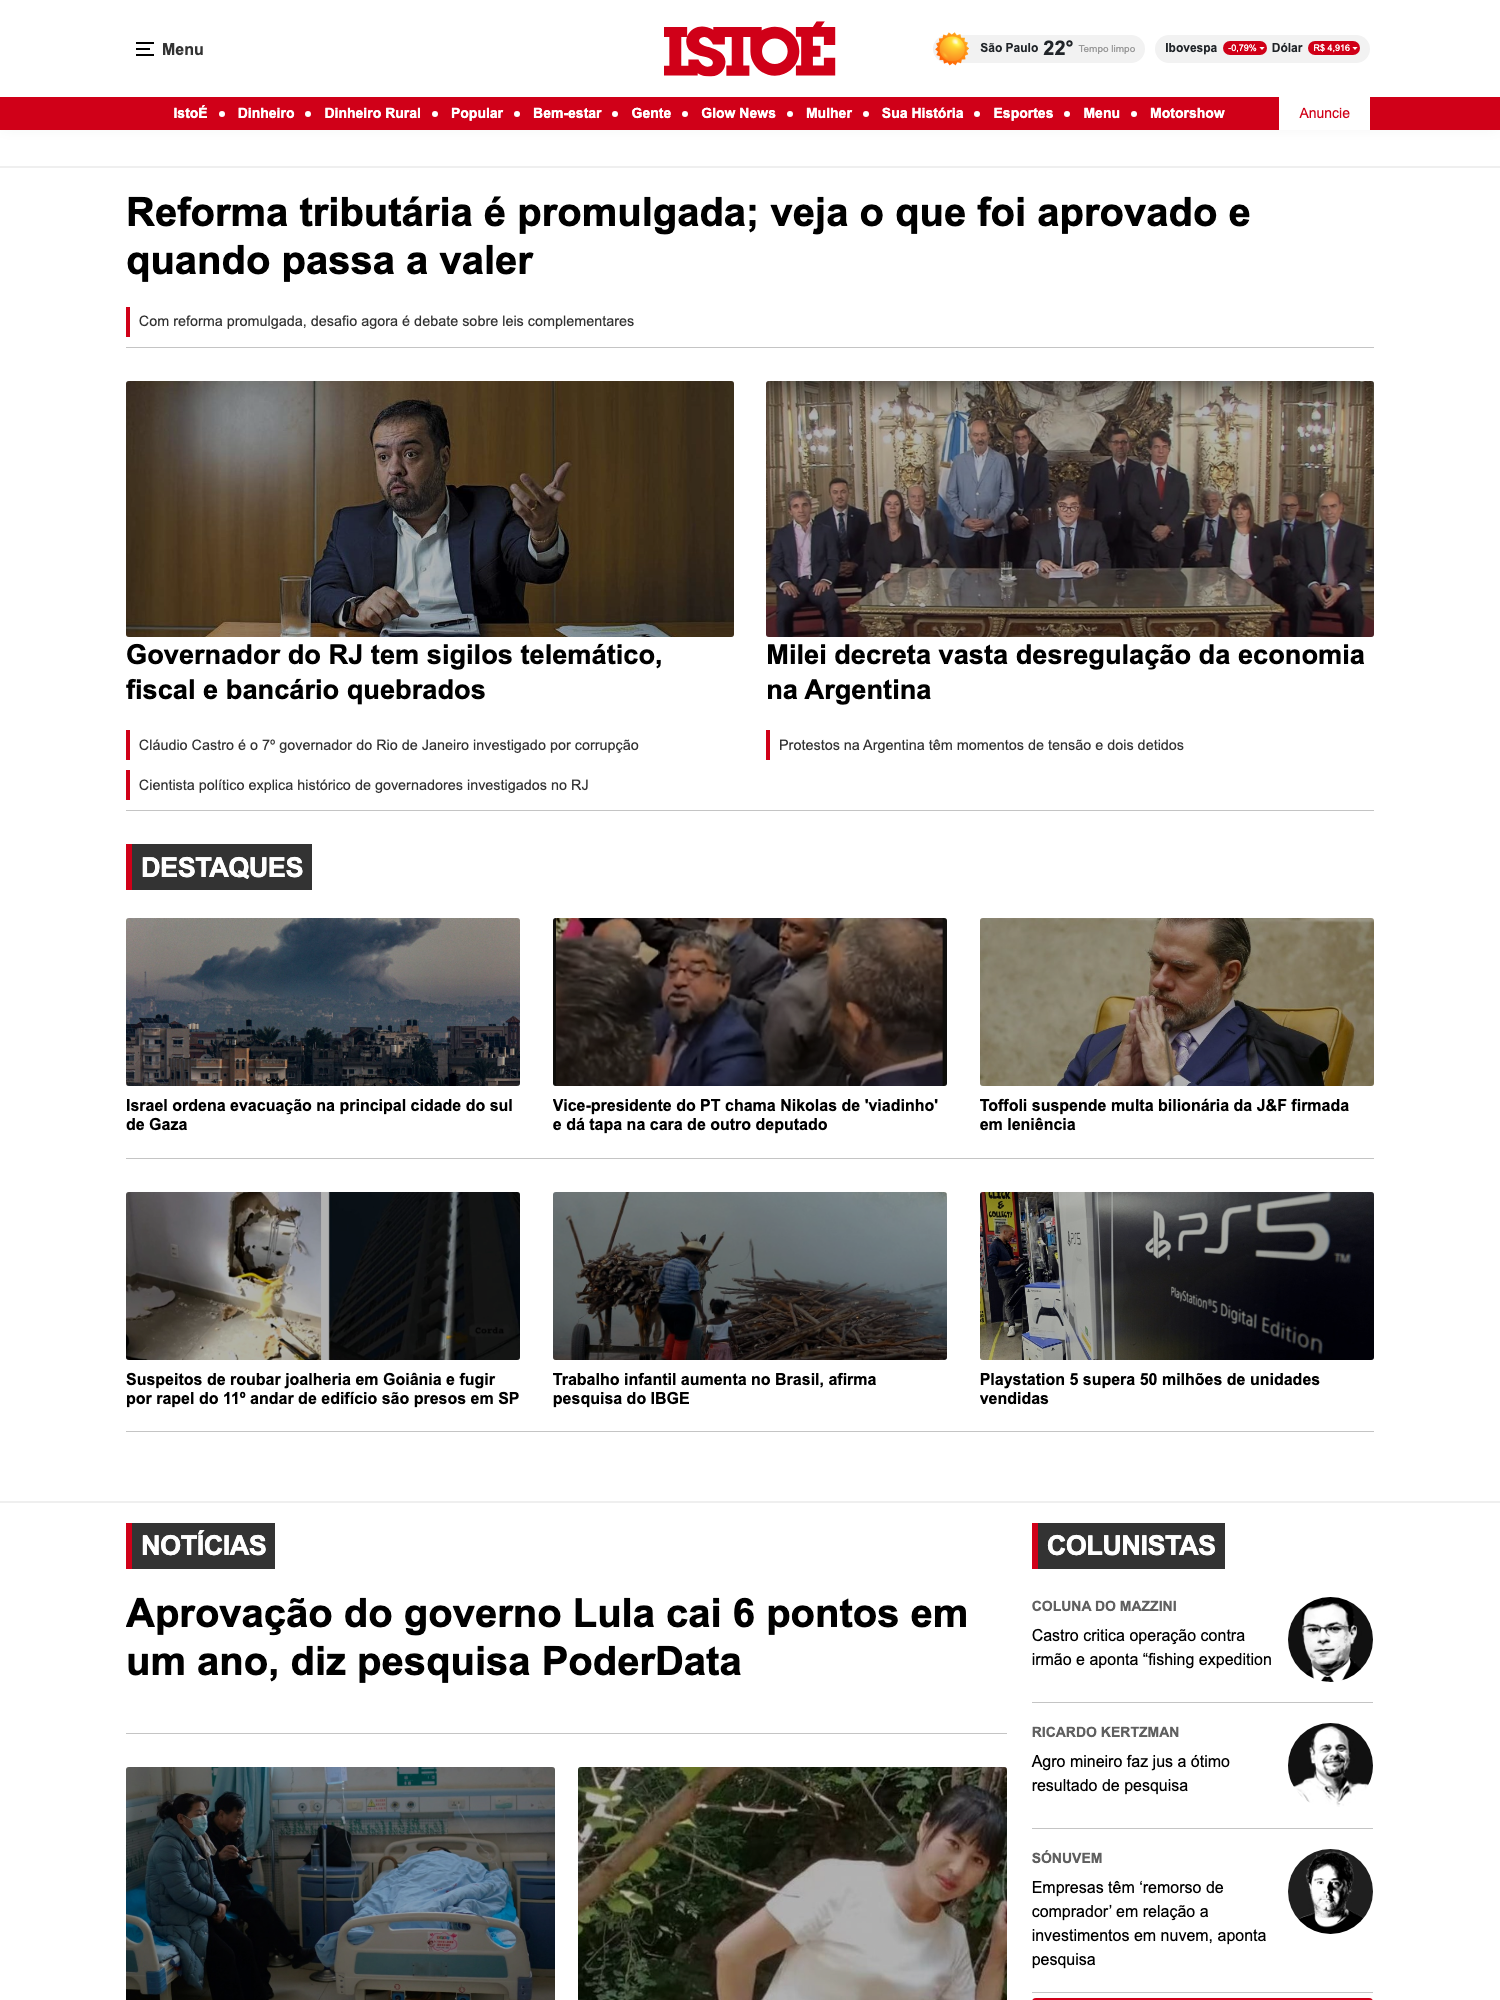 Menu
ISTOÉ
São Paulo 22° Tempo limpo
Ibovespa -0,79% Dólar R$ 4,916
IstoÉ Dinheiro Dinheiro Rural Popular Bem-estar Gente Glow News Mulher Sua História Esportes Menu Motorshow Anuncie
Reforma tributária é promulgada; veja o que foi aprovado e
quando passa a valer
Com reforma promulgada, desafio agora é debate sobre leis complementares
Governador do RJ tem sigilos telemático,
fiscal e bancário quebrados
Cláudio Castro é o 7º governador do Rio de Janeiro investigado por corrupção
Cientista político explica histórico de governadores investigados no RJ
Milei decreta vasta desregulação da economia
na Argentina
Protestos na Argentina têm momentos de tensão e dois detidos
DESTAQUES
Israel ordena evacuação na principal cidade do sul
de Gaza
Vice-presidente do PT chama Nikolas de 'viadinho'
e dá tapa na cara de outro deputado
Toffoli suspende multa bilionária da J&F firmada
em leniência
Corda
CLICK
&
COLLECT
PS5
PS5™
PlayStation®5 Digital Edition
Suspeitos de roubar joalheria em Goiânia e fugir
por rapel do 11º andar de edifício são presos em SP
Trabalho infantil aumenta no Brasil, afirma
pesquisa do IBGE
Playstation 5 supera 50 milhões de unidades
vendidas
NOTÍCIAS
Aprovação do governo Lula cai 6 pontos em
um ano, diz pesquisa PoderData
COLUNISTAS
COLUNA DO MAZZINI
Castro critica operação contra
irmão e aponta “fishing expedition
RICARDO KERTZMAN
Agro mineiro faz jus a ótimo
resultado de pesquisa
SÓNUVEM
Empresas têm ‘remorso de
comprador’ em relação a
investimentos em nuvem, aponta
pesquisa